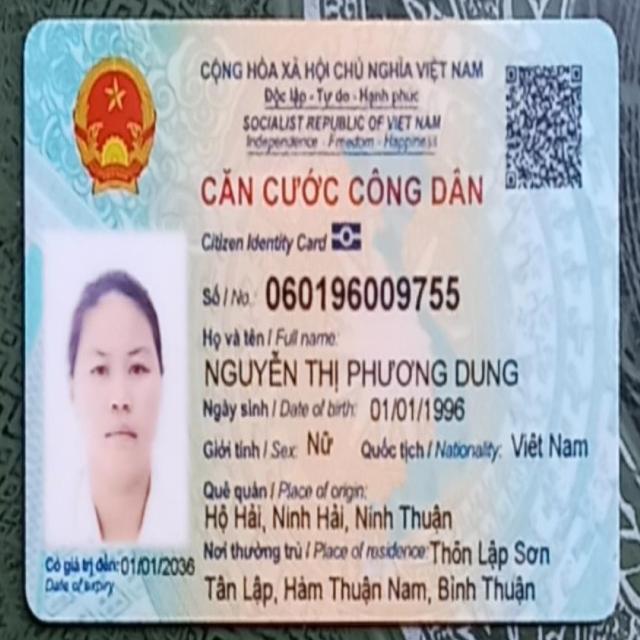 CỘNG HÒA XÃ HỘI CHỦ NGHĨA VIỆT NAM
Độc lập - Tự do - Hạnh phúc
SOCIALIST REPUBLIC OF VIET NAM
Independence - Freedom - Happiness
CĂN CƯỚC CÔNG DÂN
Citizen Identity Card
Số / No.: 060196009755
Họ và tên / Full name:
NGUYỄN THỊ PHƯƠNG DUNG
Ngày sinh / Date of birth: 01/01/1996
Giới tính / Sex: Nữ Quốc tịch / Nationality: Việt Nam
Quê quán / Place of origin:
Hộ Hải, Ninh Hải, Ninh Thuận
Nơi thường trú / Place of residence: Thôn Lập Sơn
Tân Lập, Hàm Thuận Nam, Bình Thuận
Có giá trị đến: 01/01/2036
Date of expiry